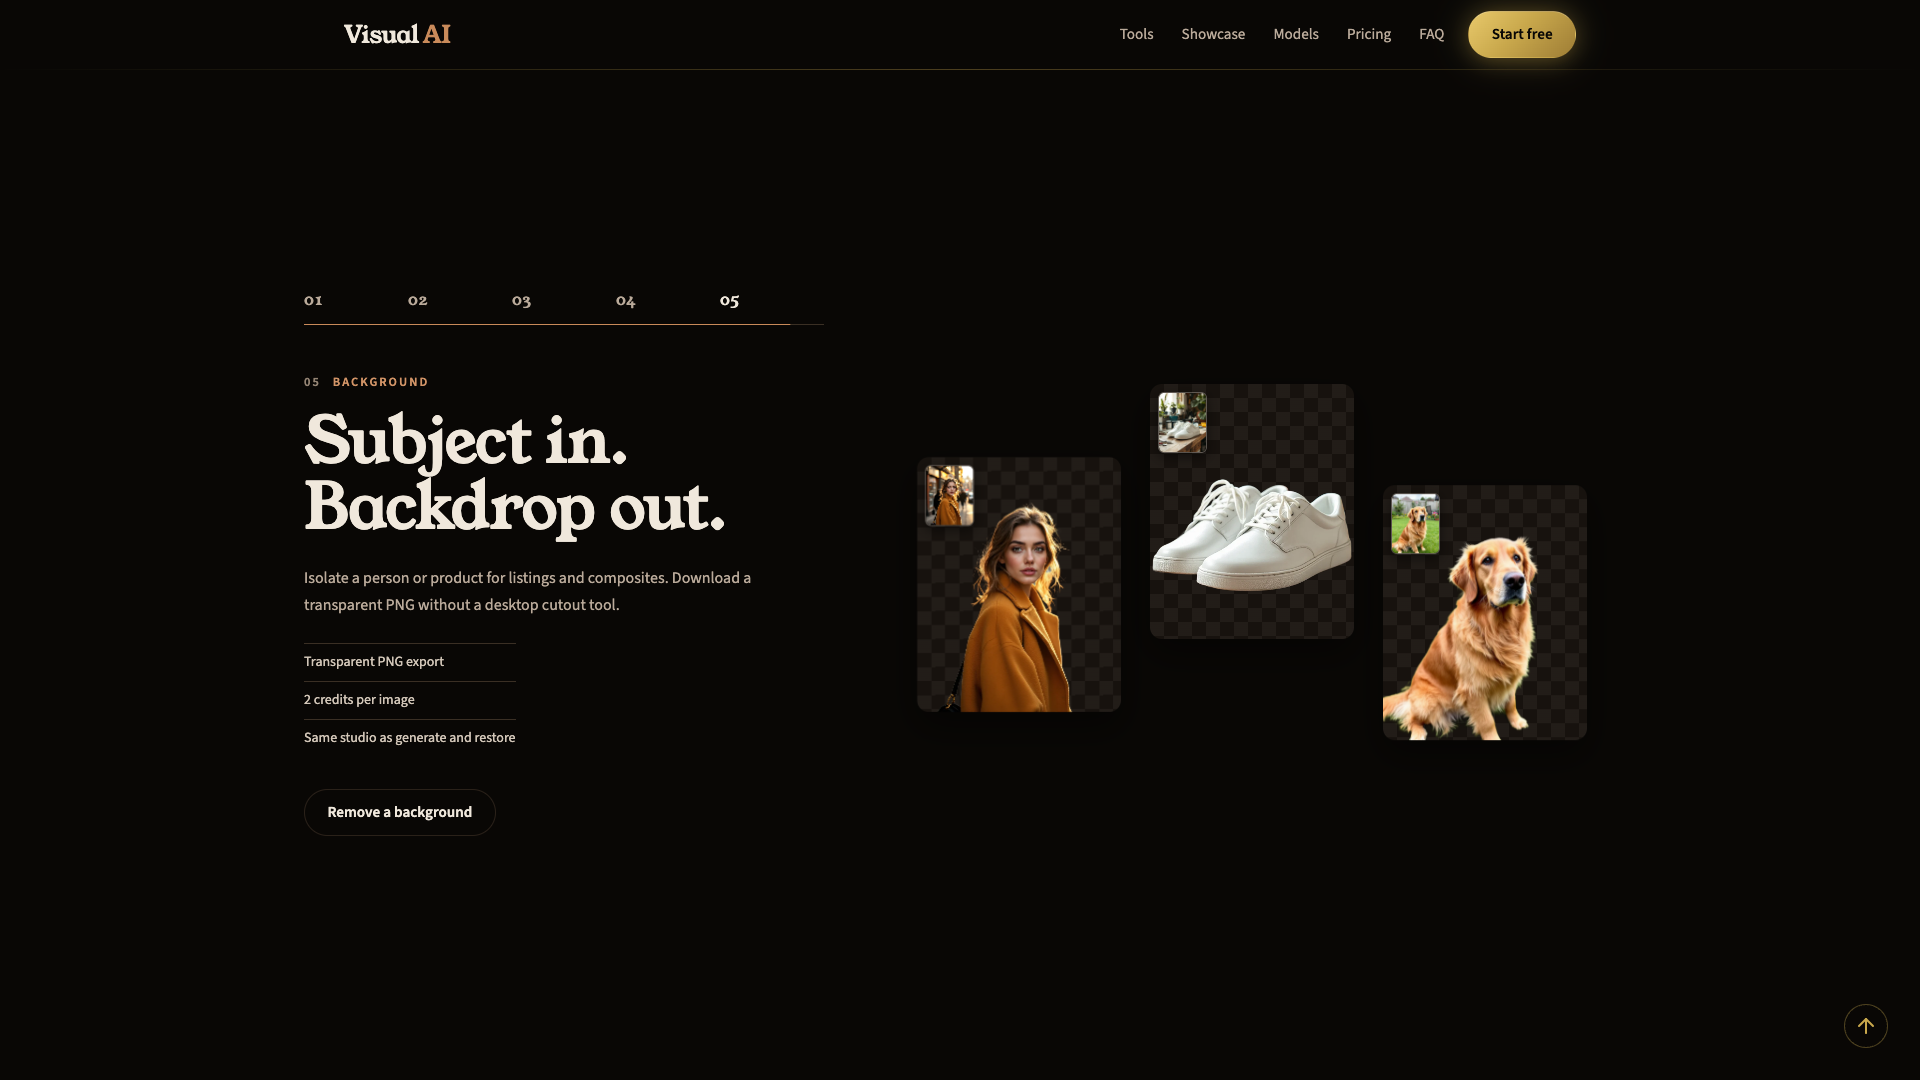 Visual AI
Tools
Showcase
Models
Pricing
FAQ
Start free
01
02
03
04
05
05 BACKGROUND
Subject in.
Backdrop out.
Isolate a person or product for listings and composites. Download a
transparent PNG without a desktop cutout tool.
Transparent PNG export
2 credits per image
Same studio as generate and restore
Remove a background